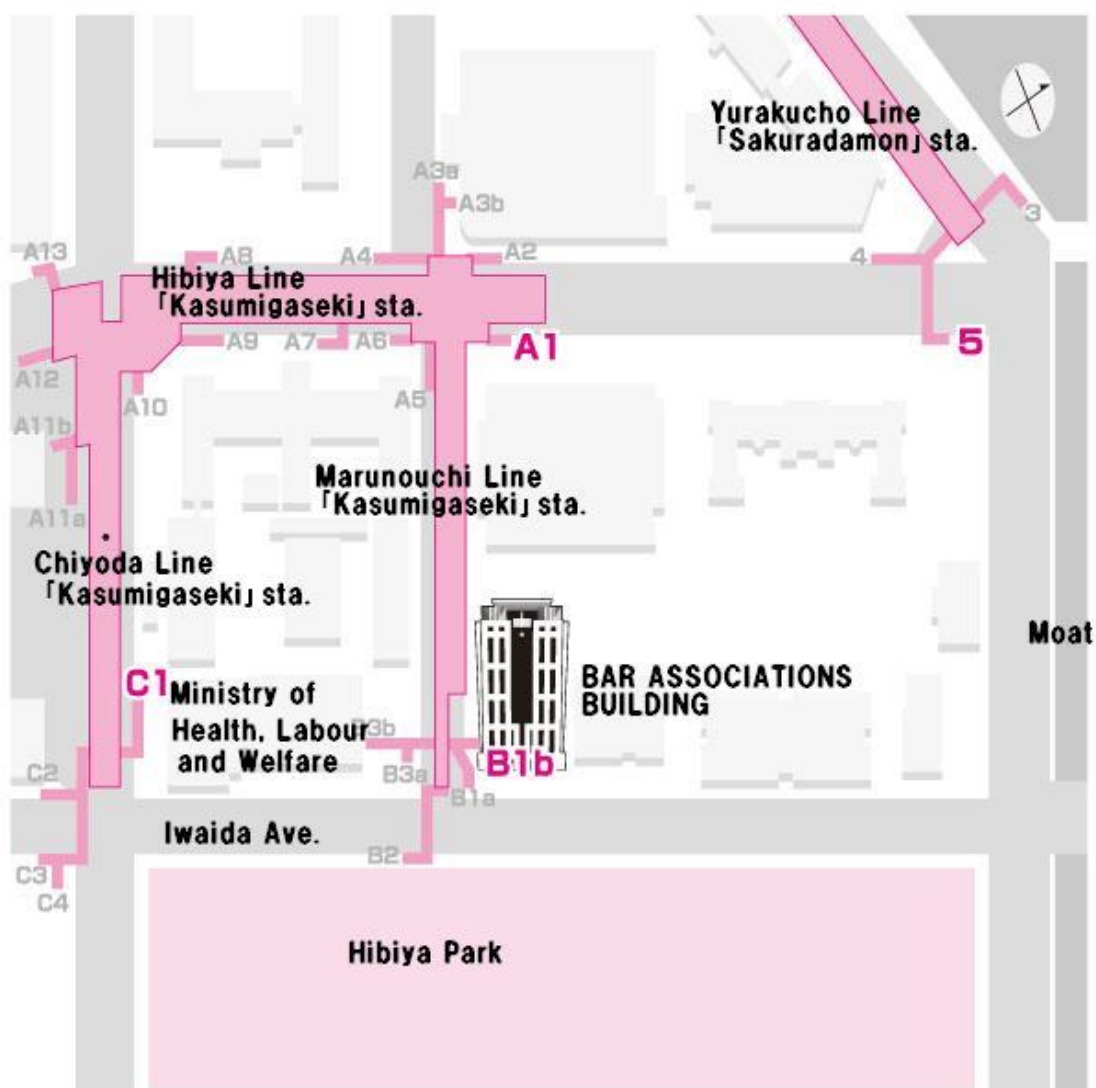 Yurakucho Line
「Sakuradamon」sta.
A3a
A3b
3
A13
A8
A4
A2
4
Hibiya Line
「Kasumigaseki」sta.
A9
A7
A6
A1
5
A12
A10
A5
A11b
Marunouchi Line
「Kasumigaseki」sta.
A11a
Chiyoda Line
「Kasumigaseki」sta.
Moat
C1
Ministry of
Health, Labour
and Welfare
BAR ASSOCIATIONS
BUILDING
B3b
B3a
B1b
C2
B1a
Iwaida Ave.
B2
C3
C4
Hibiya Park